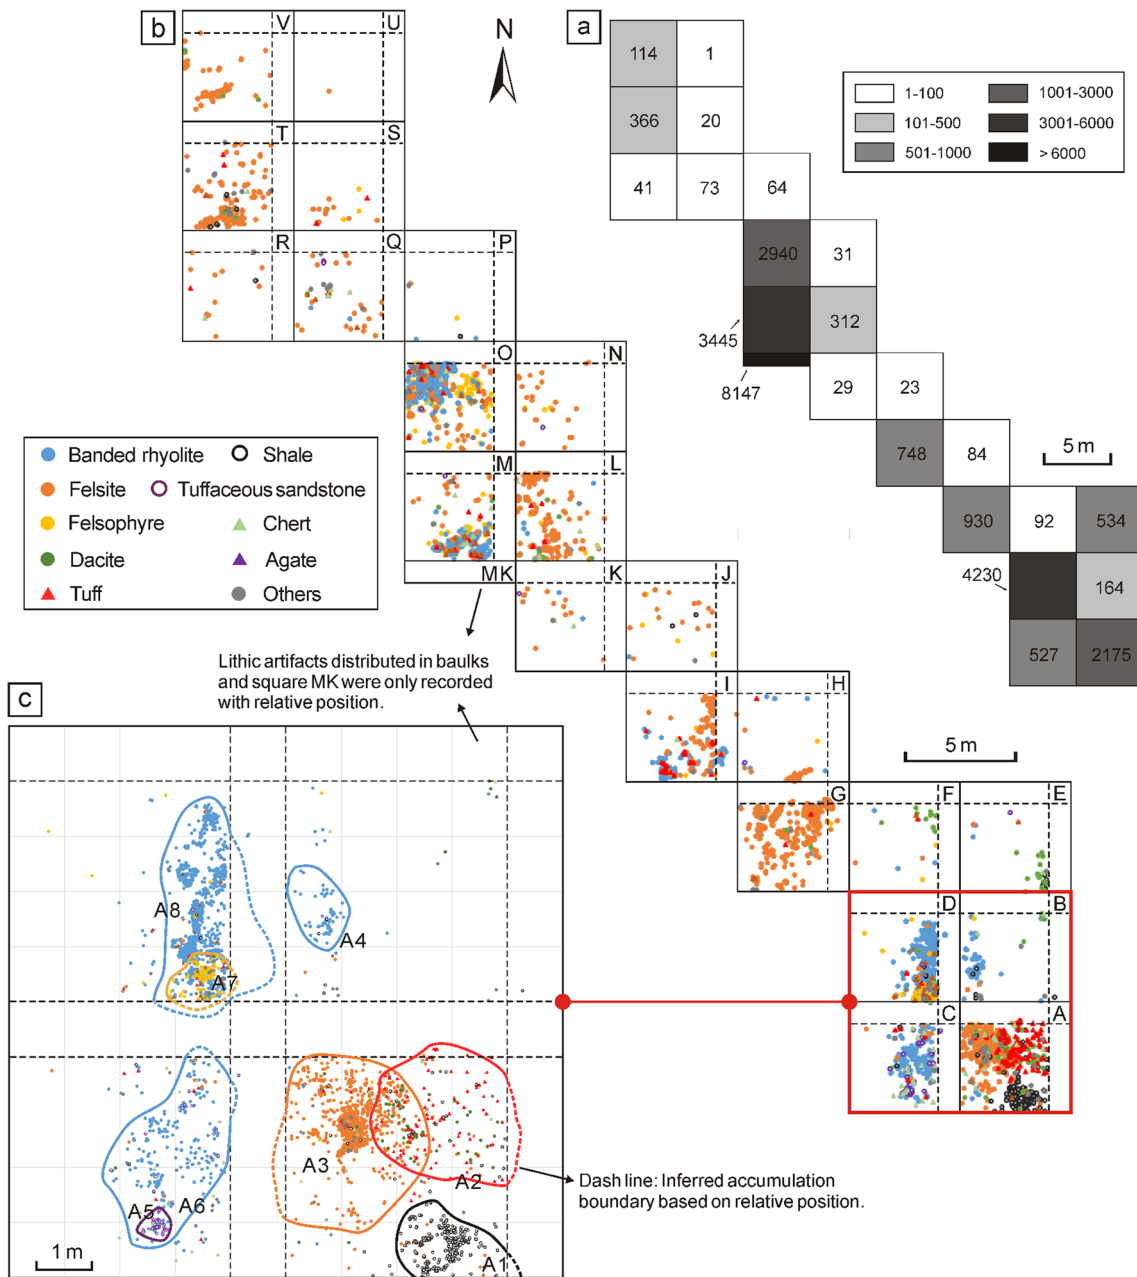 b
V
U
N
T
S
R
Q
P
O
N
M
L
MK
K
J
I
H
G
F
E
D
B
C
A
5 m
Banded rhyolite
Shale
Felsite
Tuffaceous sandstone
Felsophyre
Chert
Dacite
Agate
Tuff
Others
Lithic artifacts distributed in baulks
and square MK were only recorded
with relative position.
a
114
1
366
20
41
73
64
2940
31
3445
312
8147
29
23
748
84
930
92
534
4230
164
527
2175
1-100
1001-3000
101-500
3001-6000
501-1000
>6000
5 m
c
A8
A7
A4
A3
A2
A5
A6
A1
1 m
Dash line: Inferred accumulation
boundary based on relative position.